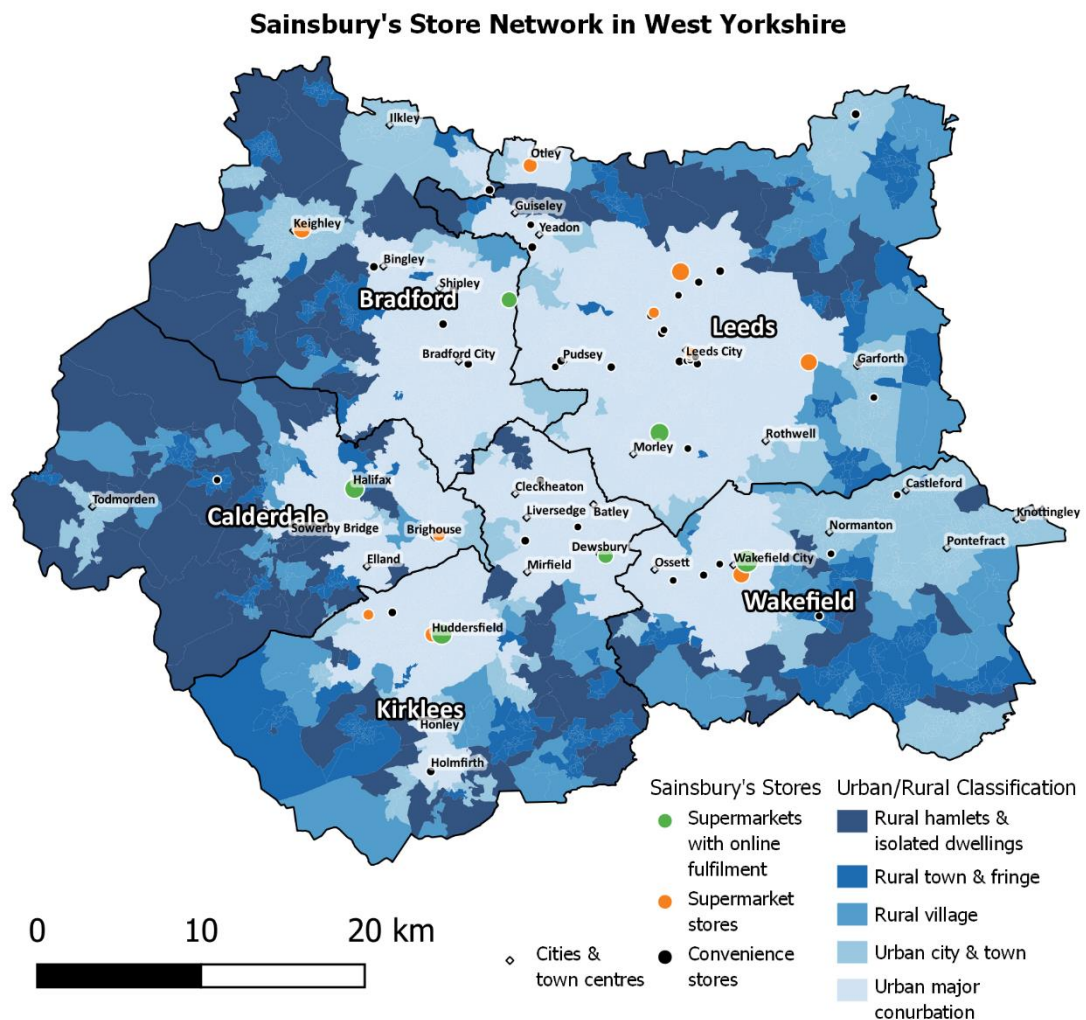 Sainsbury's Store Network in West Yorkshire
Ilkley
Otley
Guiseley
Yeadon
Keighley
Bingley
Shipley
Bradford
Leeds
Bradford City
Pudsey
Leeds City
Garforth
Morley
Rothwell
Halifax
Cleckheaton
Castleford
Todmorden
Calderdale
Liversedge
Batley
Knottingley
Sowerby Bridge
Brighouse
Normanton
Pontefract
Elland
Dewsbury
Mirfield
Ossett
Wakefield City
Wakefield
Huddersfield
Kirklees
Honley
Holmfirth
Sainsbury's Stores
Supermarkets
with online
fulfilment
Supermarket
stores
Convenience
stores
Urban/Rural Classification
Rural hamlets &
isolated dwellings
Rural town & fringe
Rural village
Urban city & town
Urban major
conurbation
Cities &
town centres
0 10 20 km